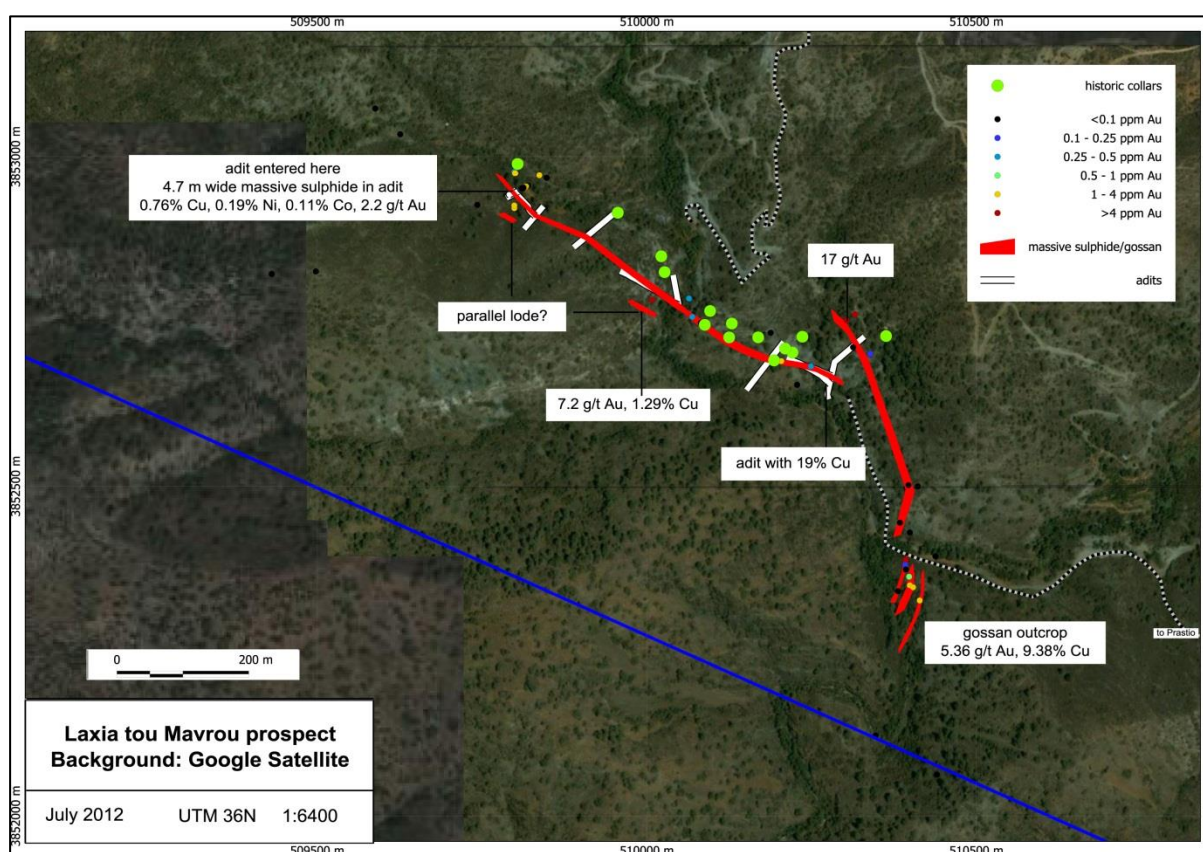 509500 m
510000 m
510500 m
3853000 m
3852500 m
3852000 m
historic collars
<0.1 ppm Au
0.1 - 0.25 ppm Au
0.25 - 0.5 ppm Au
0.5 - 1 ppm Au
1 - 4 ppm Au
>4 ppm Au
massive sulphide/gossan
adits
adit entered here
4.7 m wide massive sulphide in adit
0.76% Cu, 0.19% Ni, 0.11% Co, 2.2 g/t Au
17 g/t Au
parallel lode?
7.2 g/t Au, 1.29% Cu
adit with 19% Cu
to Prastio
gossan outcrop
5.36 g/t Au, 9.38% Cu
0 200 m
Laxia tou Mavrou prospect
Background: Google Satellite
July 2012 UTM 36N 1:6400
509500 m
510000 m
510500 m